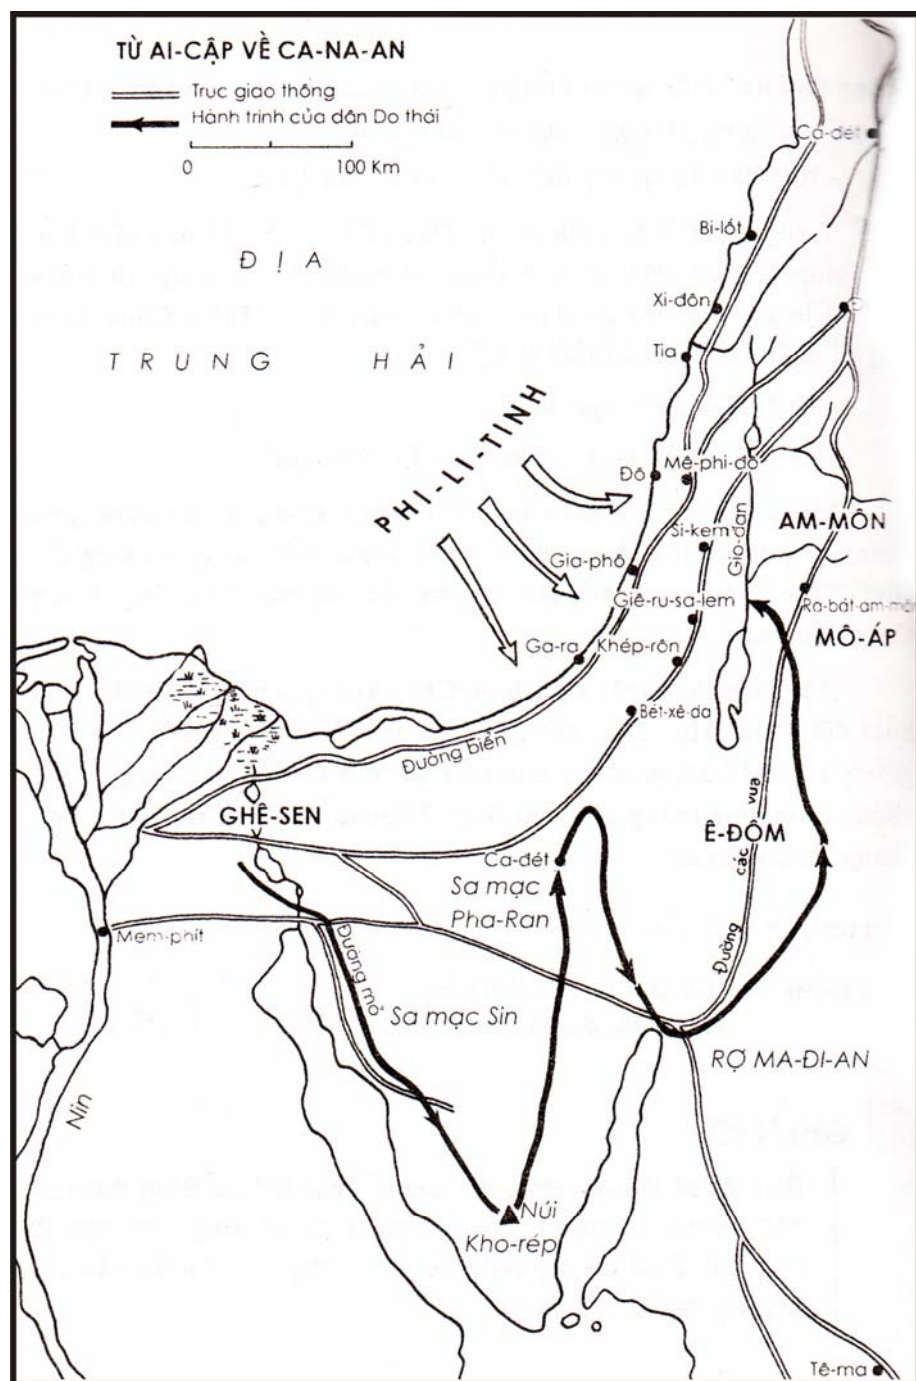 TỪ AI-CẬP VỀ CA-NA-AN
Trục giao thông
Hành trình của dân Do thái
0 100 Km
Ca-đét
Bi-lốt
ĐỊA
Xi-đôn
TRUNG HẢI
Tia
PHI-LI-TINH
Đô
Mê-phi-đô
AM-MÔN
Si-kem
Gio-đan
Gia-phô
Giê-ru-sa-lem
Ra-bát-am-môn
MÔ-ÁP
Ga-ra
Khép-rôn
Bét-xê-da
Đường biển
GHÊ-SEN
Đường các vua
Ê-ĐÔM
Ca-đét
Sa mạc
Pha-Ran
Mem-phít
Đường mỏ
Sa mạc Sin
RỢ MA-ĐI-AN
Nin
Núi
Kho-rép
Tê-ma